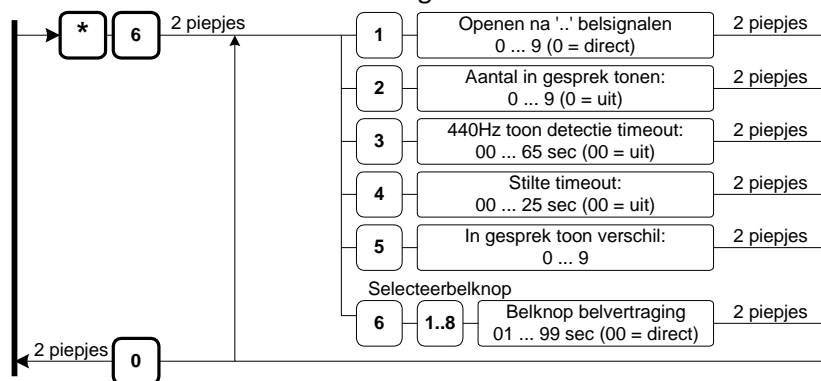 * 6 2 piepjes
1 Openen na '..' belsignalen 2 piepjes
0 ... 9 (0 = direct)
2 Aantal in gesprek tonen: 2 piepjes
0 ... 9 (0 = uit)
3 440Hz toon detectie timeout: 2 piepjes
00 ... 65 sec (00 = uit)
4 Stilte timeout: 2 piepjes
00 ... 25 sec (00 = uit)
5 In gesprek toon verschil: 2 piepjes
0 ... 9
Selecteerbelknop
6 1..8 Belknop belvertraging 2 piepjes
01 ... 99 sec (00 = direct)
2 piepjes 0